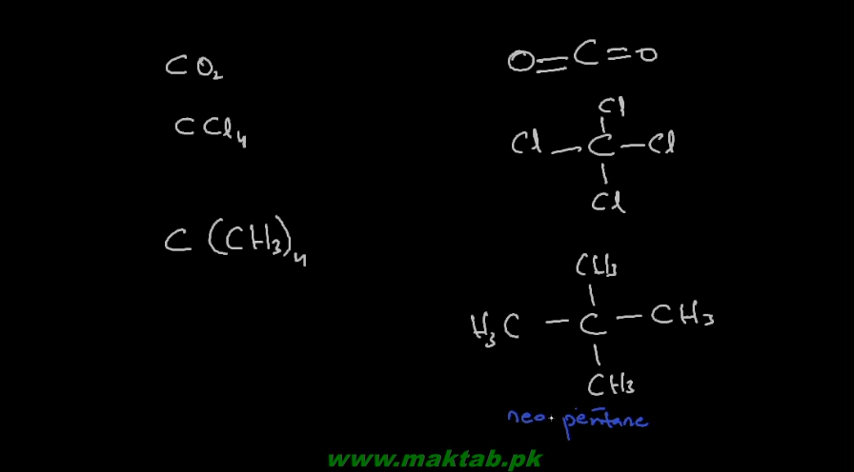 CO₂
O=C=O
CCl₄
Cl
Cl—C—Cl
Cl
C(CH₃)₄
CH₃
H₃C—C—CH₃
CH₃
neo pentane
www.maktab.pk